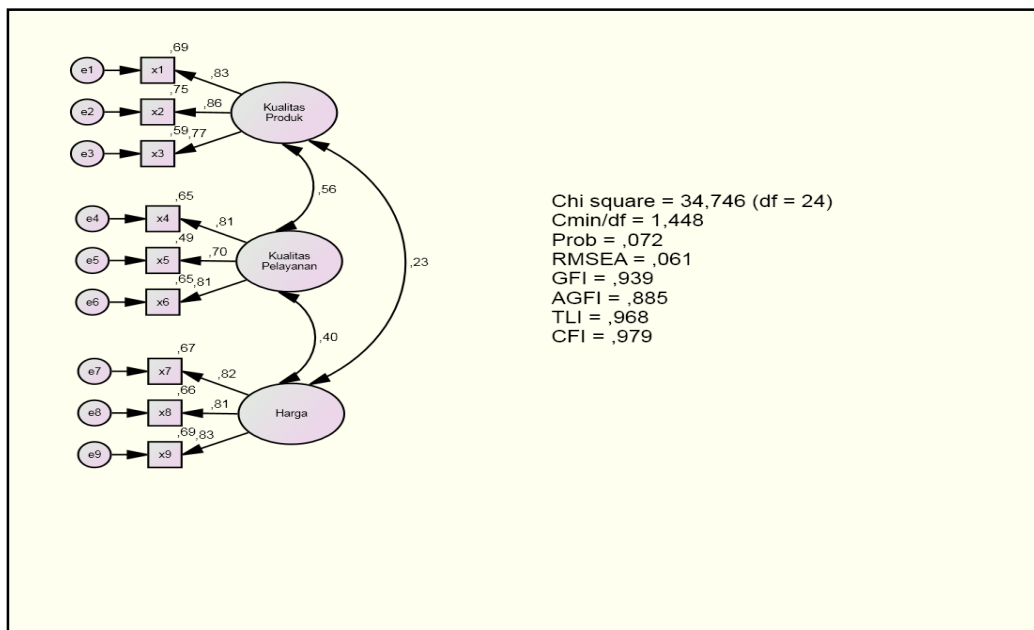 ,69
e1
x1
,83
,75
e2
x2
,86
Kualitas
Produk
,59
,77
e3
x3
,56
,65
e4
x4
,81
,49
e5
x5
,70
Kualitas
Pelayanan
,65
,81
e6
x6
,23
,40
,67
e7
x7
,82
,66
e8
x8
,81
Harga
,69
,83
e9
x9
Chi square = 34,746 (df = 24)
Cmin/df = 1,448
Prob = ,072
RMSEA = ,061
GFI = ,939
AGFI = ,885
TLI = ,968
CFI = ,979